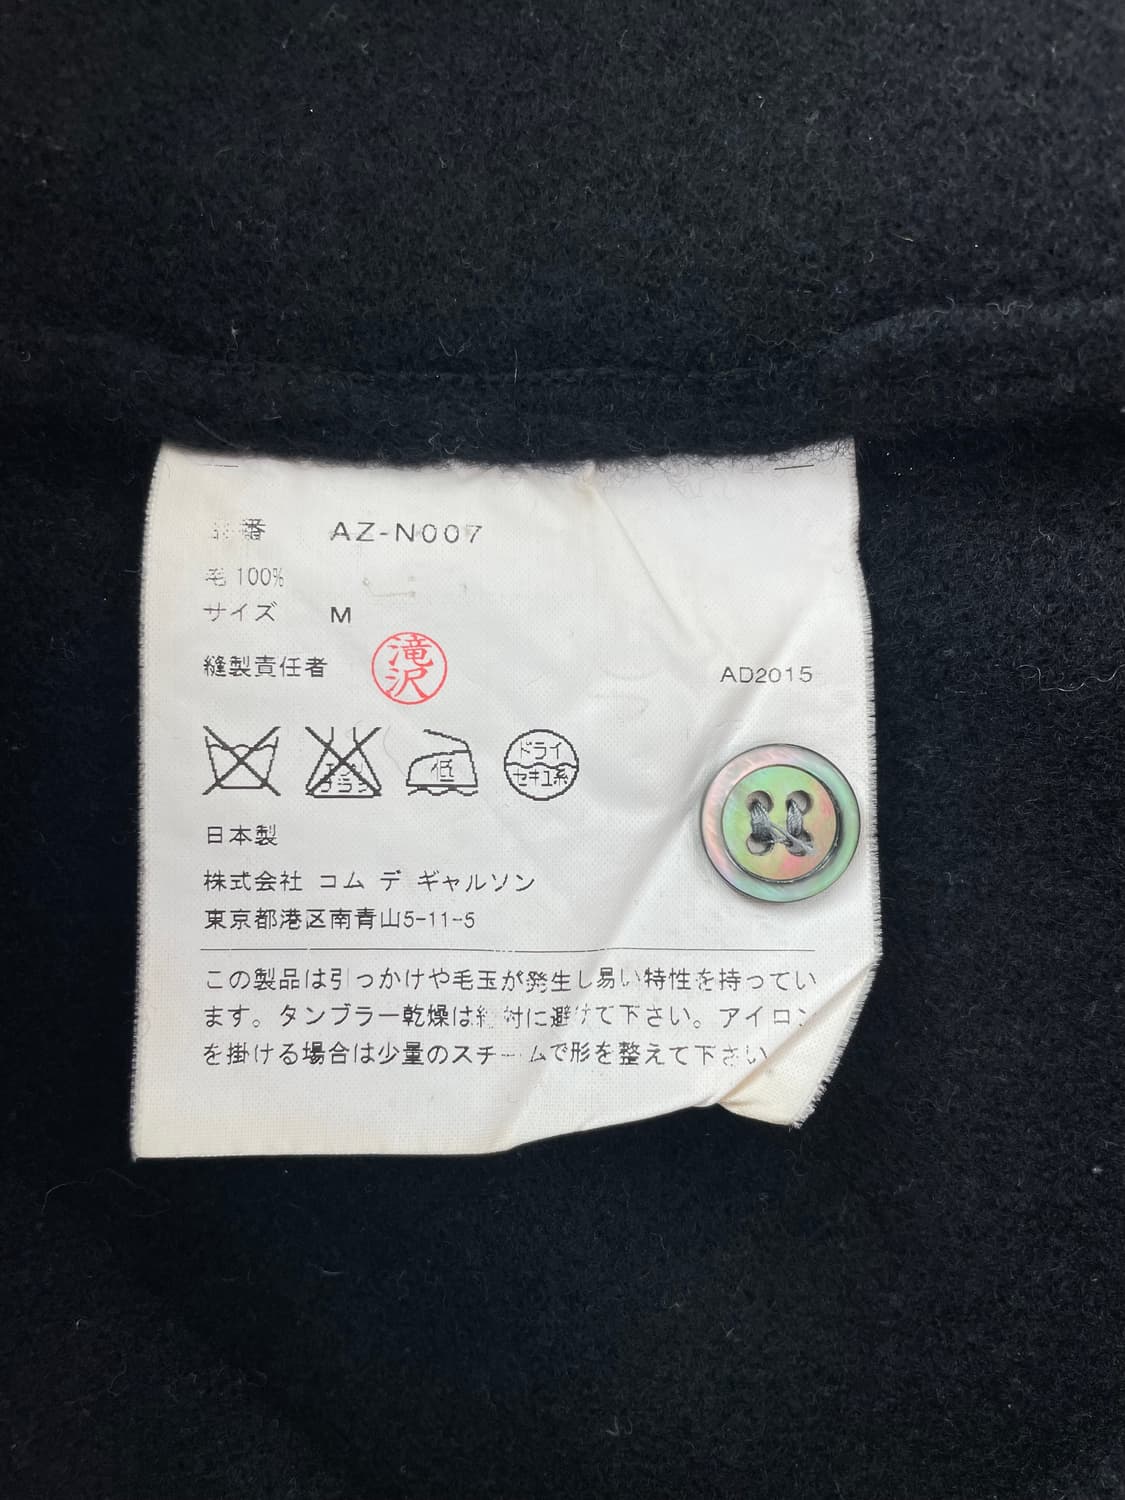 品番 AZ-N007
毛 100%
サイズ M
縫製責任者 滝沢
AD2015
低 ドライ
セキユ系
日本製
株式会社 コム デ ギャルソン
東京都港区南青山5-11-5
この製品は引っかけや毛玉が発生し易い特性を持ってい
ます。タンブラー乾燥は絶対に避けて下さい。アイロン
を掛ける場合は少量のスチームで形を整えて下さい